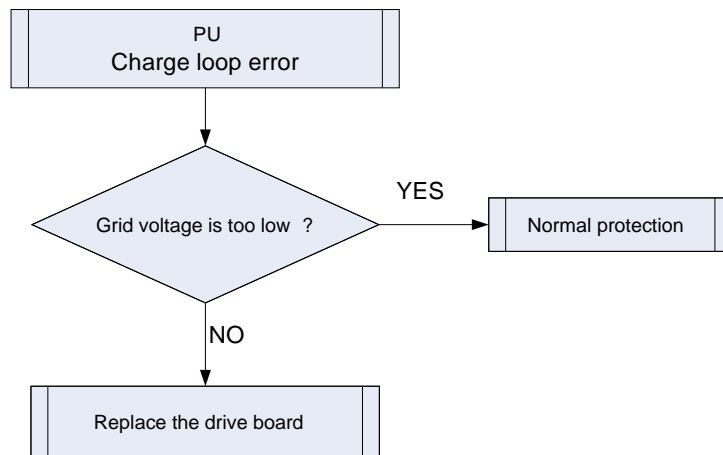 PU
Charge loop error
Grid voltage is too low ?
YES
Normal protection
NO
Replace the drive board